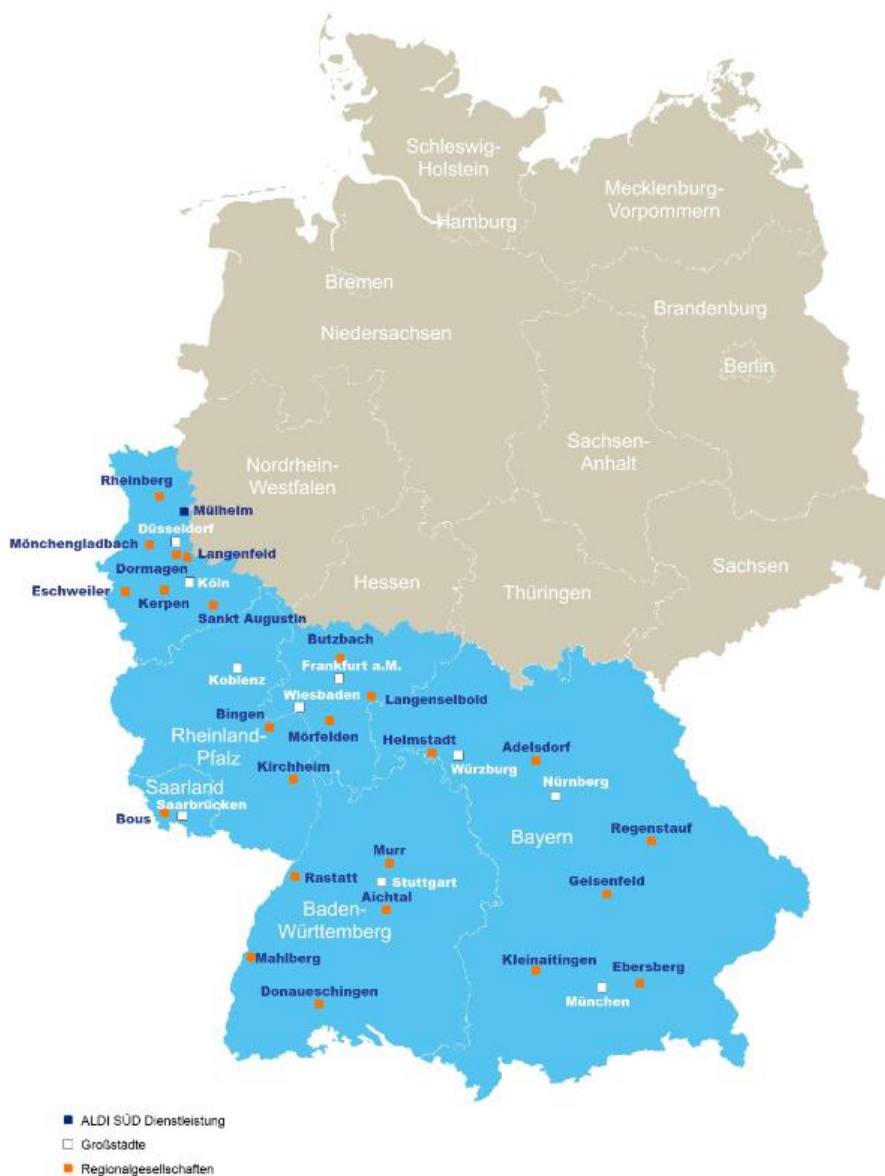 Schleswig-
Holstein
Mecklenburg-
Vorpommern
Hamburg
Bremen
Brandenburg
Niedersachsen
Berlin
Sachsen-
Anhalt
Nordrhein-
Westfalen
Rheinberg
Mülheim
Düsseldorf
Mönchengladbach
Langenfeld
Dormagen
Köln
Eschweiler
Kerpen
Sankt Augustin
Hessen
Thüringen
Sachsen
Butzbach
Frankfurt a.M.
Koblenz
Wiesbaden
Langenselbold
Bingen
Mörfelden
Rheinland-
Pfalz
Helmstadt
Würzburg
Adelsdorf
Nürnberg
Kirchheim
Saarland
Saarbrücken
Bous
Bayern
Regenstauf
Murr
Rastatt
Stuttgart
Geisenfeld
Aichtal
Baden-
Württemberg
Mahlberg
Kleinaitingen
Ebersberg
München
Donaueschingen
ALDI SÜD Dienstleistung
Großstädte
Regionalgesellschaften